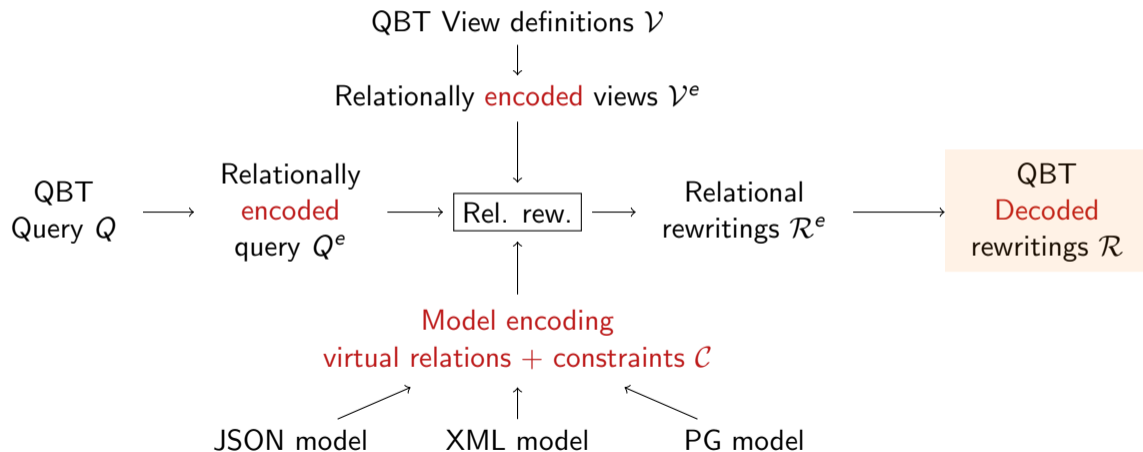 QBT View definitions 𝒱
Relationally encoded views 𝒱ᵉ
QBT
Query Q
Relationally
encoded
query Qᵉ
Rel. rew.
Relational
rewritings ℛᵉ
QBT
Decoded
rewritings ℛ
Model encoding
virtual relations + constraints 𝒞
JSON model
XML model
PG model